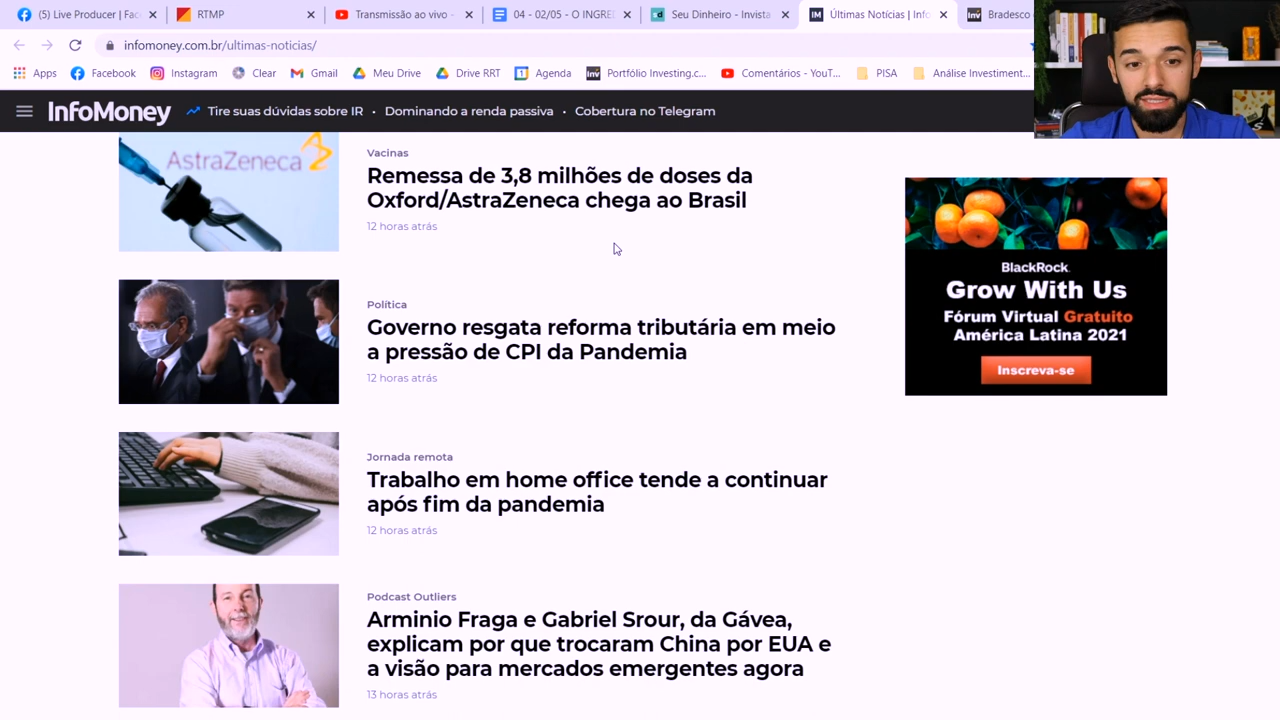 (5) Live Producer | Fac
RTMP
Transmissão ao vivo -
04 - 02/05 - O INGRE
Seu Dinheiro - Invista
Últimas Notícias | Info
Bradesco
infomoney.com.br/ultimas-noticias/
Apps
Facebook
Instagram
Clear
Gmail
Meu Drive
Drive RRT
Agenda
Portfólio Investing.c...
Comentários - YouT...
PISA
Análise Investiment...
InfoMoney
Tire suas dúvidas sobre IR • Dominando a renda passiva • Cobertura no Telegram
AstraZeneca
Vacinas
Remessa de 3,8 milhões de doses da
Oxford/AstraZeneca chega ao Brasil
12 horas atrás
Política
Governo resgata reforma tributária em meio
a pressão de CPI da Pandemia
12 horas atrás
Jornada remota
Trabalho em home office tende a continuar
após fim da pandemia
12 horas atrás
Podcast Outliers
Arminio Fraga e Gabriel Srour, da Gávea,
explicam por que trocaram China por EUA e
a visão para mercados emergentes agora
13 horas atrás
BlackRock
Grow With Us
Fórum Virtual Gratuito
América Latina 2021
Inscreva-se